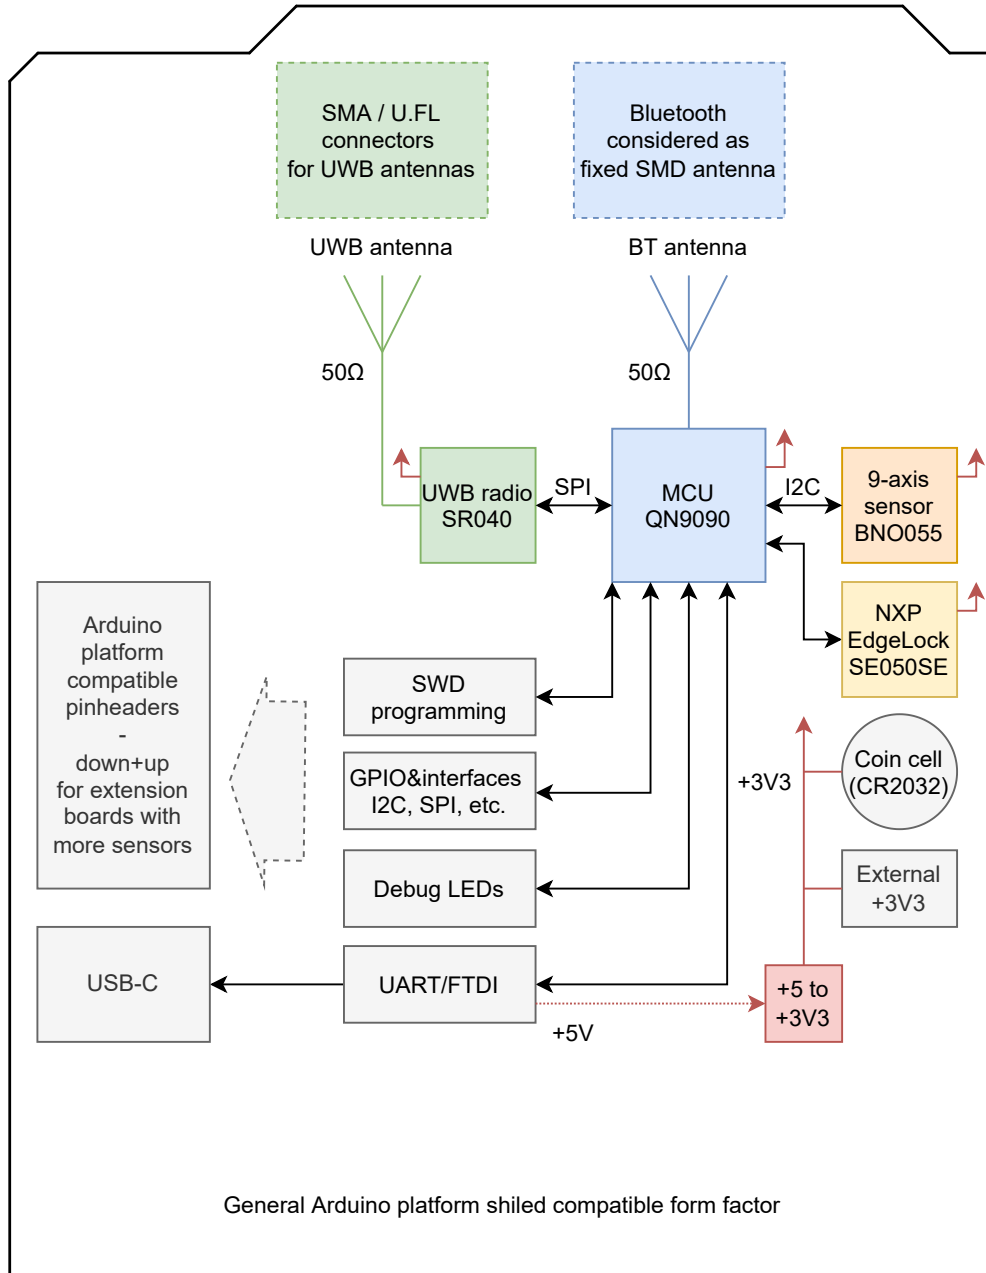 SMA / U.FL
connectors
for UWB antennas
Bluetooth
considered as
fixed SMD antenna
UWB antenna
BT antenna
50Ω
50Ω
UWB radio
SR040
SPI
MCU
QN9090
I2C
9-axis
sensor
BNO055
NXP
EdgeLock
SE050SE
Arduino
platform
compatible
pinheaders
-
down+up
for extension
boards with
more sensors
SWD
programming
GPIO&interfaces
I2C, SPI, etc.
Debug LEDs
UART/FTDI
USB-C
+3V3
Coin cell
(CR2032)
External
+3V3
+5 to
+3V3
+5V
General Arduino platform shiled compatible form factor